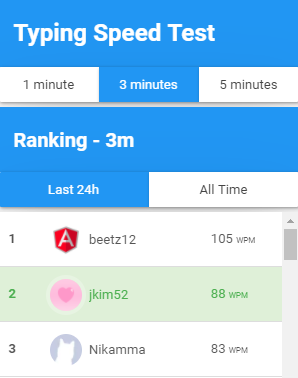 Typing Speed Test
1 minute 3 minutes 5 minutes
Ranking - 3m
Last 24h All Time
1 beetz12 105 WPM
2 jkim52 88 WPM
3 Nikamma 83 WPM